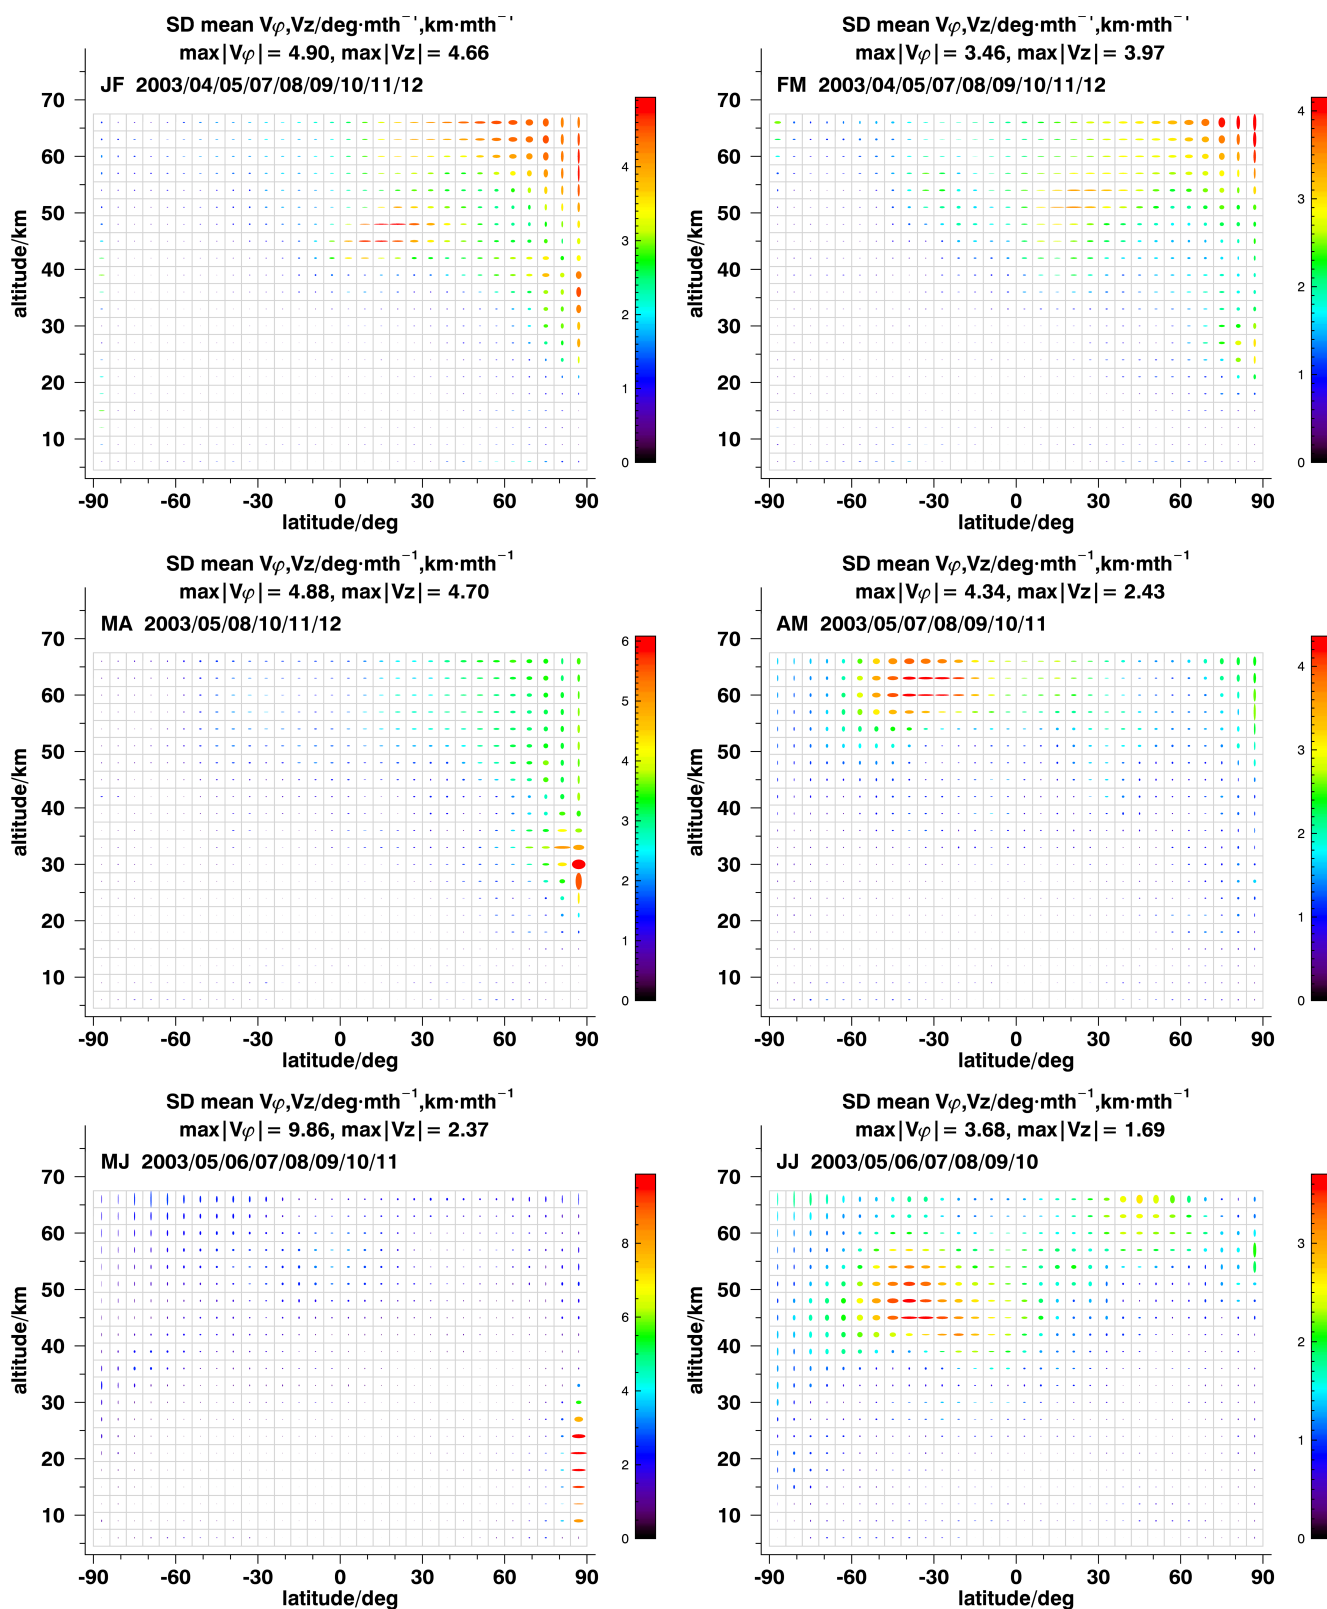 SD mean Vφ,Vz/deg·mth⁻¹,km·mth⁻¹
max|Vφ| = 4.90, max|Vz| = 4.66
JF 2003/04/05/07/08/09/10/11/12
70
60
50
40
30
20
10
altitude/km
-90 -60 -30 0 30 60 90
latitude/deg
4
3
2
1
0
SD mean Vφ,Vz/deg·mth⁻¹,km·mth⁻¹
max|Vφ| = 3.46, max|Vz| = 3.97
FM 2003/04/05/07/08/09/10/11/12
70
60
50
40
30
20
10
altitude/km
-90 -60 -30 0 30 60 90
latitude/deg
4
3
2
1
0
SD mean Vφ,Vz/deg·mth⁻¹,km·mth⁻¹
max|Vφ| = 4.88, max|Vz| = 4.70
MA 2003/05/08/10/11/12
70
60
50
40
30
20
10
altitude/km
-90 -60 -30 0 30 60 90
latitude/deg
6
5
4
3
2
1
0
SD mean Vφ,Vz/deg·mth⁻¹,km·mth⁻¹
max|Vφ| = 4.34, max|Vz| = 2.43
AM 2003/05/07/08/09/10/11
70
60
50
40
30
20
10
altitude/km
-90 -60 -30 0 30 60 90
latitude/deg
4
3
2
1
0
SD mean Vφ,Vz/deg·mth⁻¹,km·mth⁻¹
max|Vφ| = 9.86, max|Vz| = 2.37
MJ 2003/05/06/07/08/09/10/11
70
60
50
40
30
20
10
altitude/km
-90 -60 -30 0 30 60 90
latitude/deg
8
6
4
2
0
SD mean Vφ,Vz/deg·mth⁻¹,km·mth⁻¹
max|Vφ| = 3.68, max|Vz| = 1.69
JJ 2003/05/06/07/08/09/10
70
60
50
40
30
20
10
altitude/km
-90 -60 -30 0 30 60 90
latitude/deg
3
2
1
0